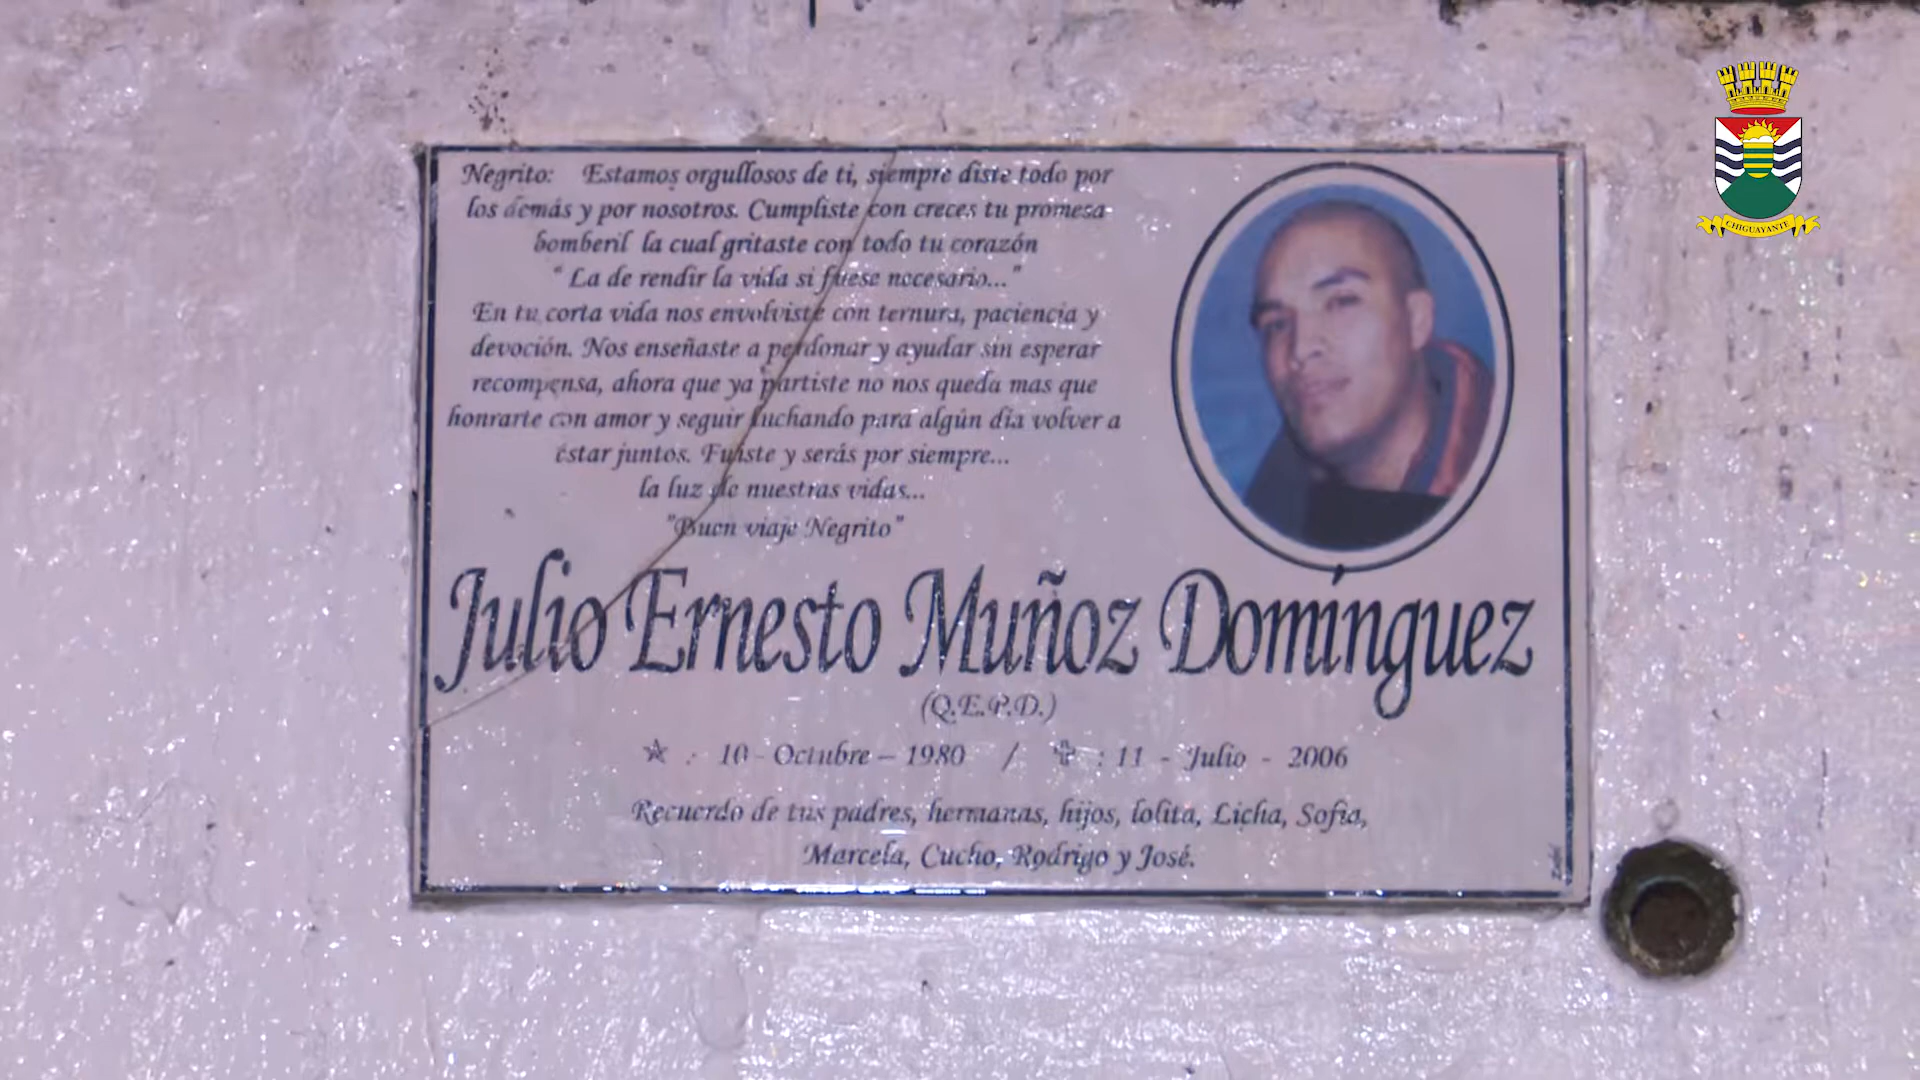 Negrito: Estamos orgullosos de ti, siempre diste todo por
los demás y por nosotros. Cumpliste con creces tu promesa
bomberil la cual gritaste con todo tu corazón
" La de rendir la vida si fuese necesario..."
En tu corta vida nos envolviste con ternura, paciencia y
devoción. Nos enseñaste a perdonar y ayudar sin esperar
recompensa, ahora que ya partiste no nos queda mas que
honrarte con amor y seguir luchando para algún día volver a
estar juntos. Fuiste y serás por siempre...
la luz de nuestras vidas...
"Buen viaje Negrito"
Julio Ernesto Muñoz Domínguez
(Q.E.P.D.)
☆ : 10 - Octubre – 1980 / ✞ : 11 - Julio - 2006
Recuerdo de tus padres, hermanas, hijos, lolita, Licha, Sofia,
Marcela, Cucho, Rodrigo y José.
CHIGUAYANTE